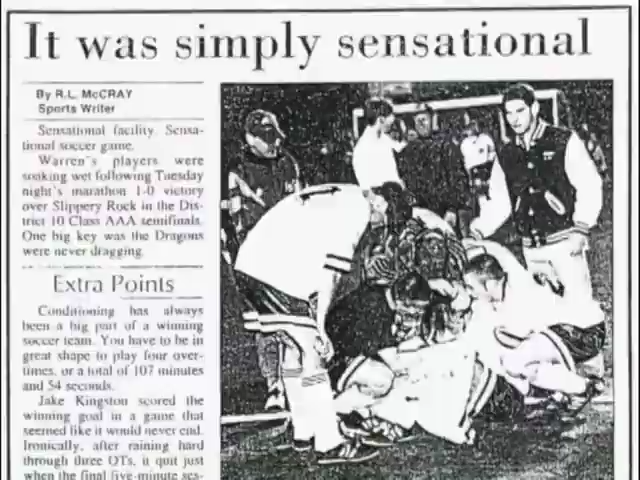 It was simply sensational
By R.L. McCRAY
Sports Writer
Sensational facility. Sensa-
tional soccer game.
Warren's players were
soaking wet following Tuesday
night's marathon 1-0 victory
over Slippery Rock in the Dis-
trict 10 Class AAA semifinals.
One big key was the Dragons
were never dragging.
Extra Points
Conditioning has always
been a big part of a winning
soccer team. You have to be in
great shape to play four over-
times, or a total of 107 minutes
and 54 seconds.
Jake Kingston scored the
winning goal in a game that
seemed like it would never end.
Ironically, after raining hard
through three OTs, it quit just
when the final five-minute ses-